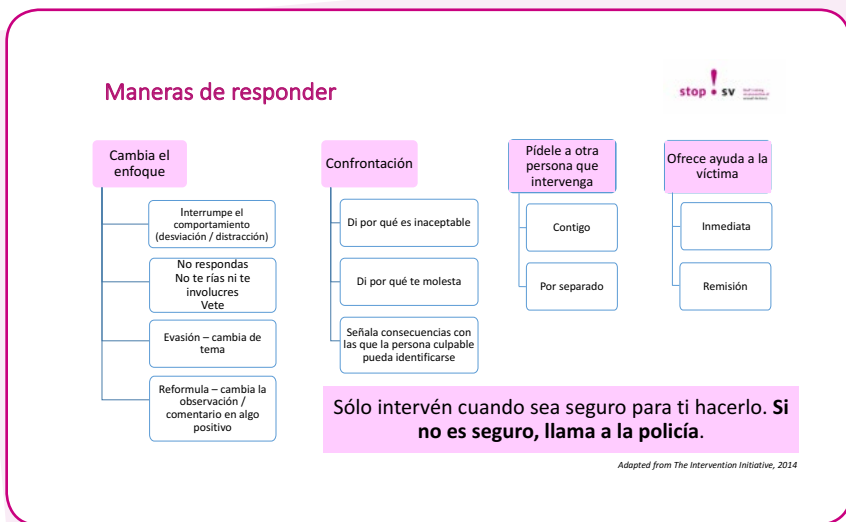 Maneras de responder
stop ! sv
Cambia el
enfoque
Interrumpe el
comportamiento
(desviación / distracción)
No respondas
No te rías ni te
involucres
Vete
Evasión – cambia de
tema
Reformula – cambia la
observación /
comentario en algo
positivo
Confrontación
Di por qué es inaceptable
Di por qué te molesta
Señala consecuencias con
las que la persona culpable
pueda identificarse
Pídele a otra
persona que
intervenga
Contigo
Por separado
Ofrece ayuda a la
víctima
Inmediata
Remisión
Sólo intervén cuando sea seguro para ti hacerlo. Si
no es seguro, llama a la policía.
Adapted from The Intervention Initiative, 2014